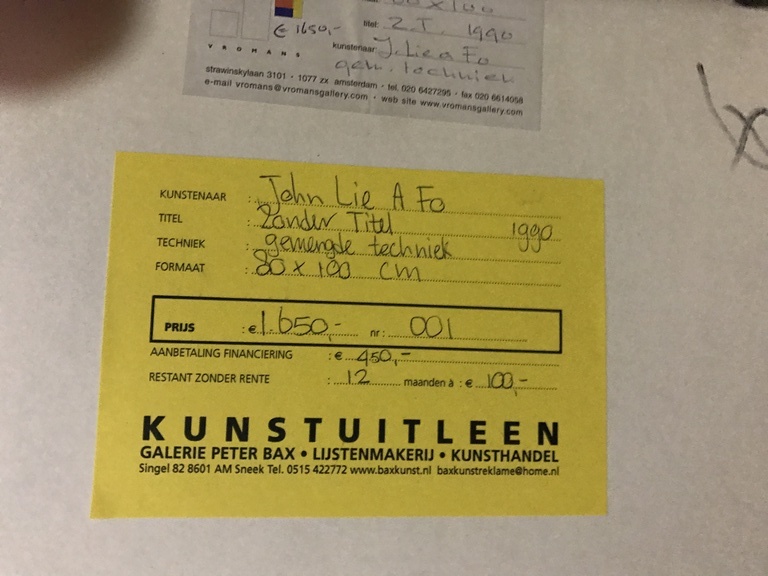 x100
€ 1650,- titel: Z.T. 1990
VROMANS kunstenaar: J. Lie a Fo
gem. techniek
strawinskylaan 3101 • 1077 zx amsterdam • tel. 020 6427295 • fax 020 6614058
e-mail vromans@vromansgallery.com • web site www.vromansgallery.com
KUNSTENAAR : John Lie A Fo
TITEL : Zonder Titel 1990
TECHNIEK : gemengde techniek
FORMAAT : 80 x 100 cm
PRIJS : € 1.650,- nr: 001
AANBETALING FINANCIERING : € 450,-
RESTANT ZONDER RENTE : 12 maanden à : € 100,-
KUNSTUITLEEN
GALERIE PETER BAX • LIJSTENMAKERIJ • KUNSTHANDEL
Singel 82 8601 AM Sneek Tel. 0515 422772 www.baxkunst.nl baxkunstreklame@home.nl